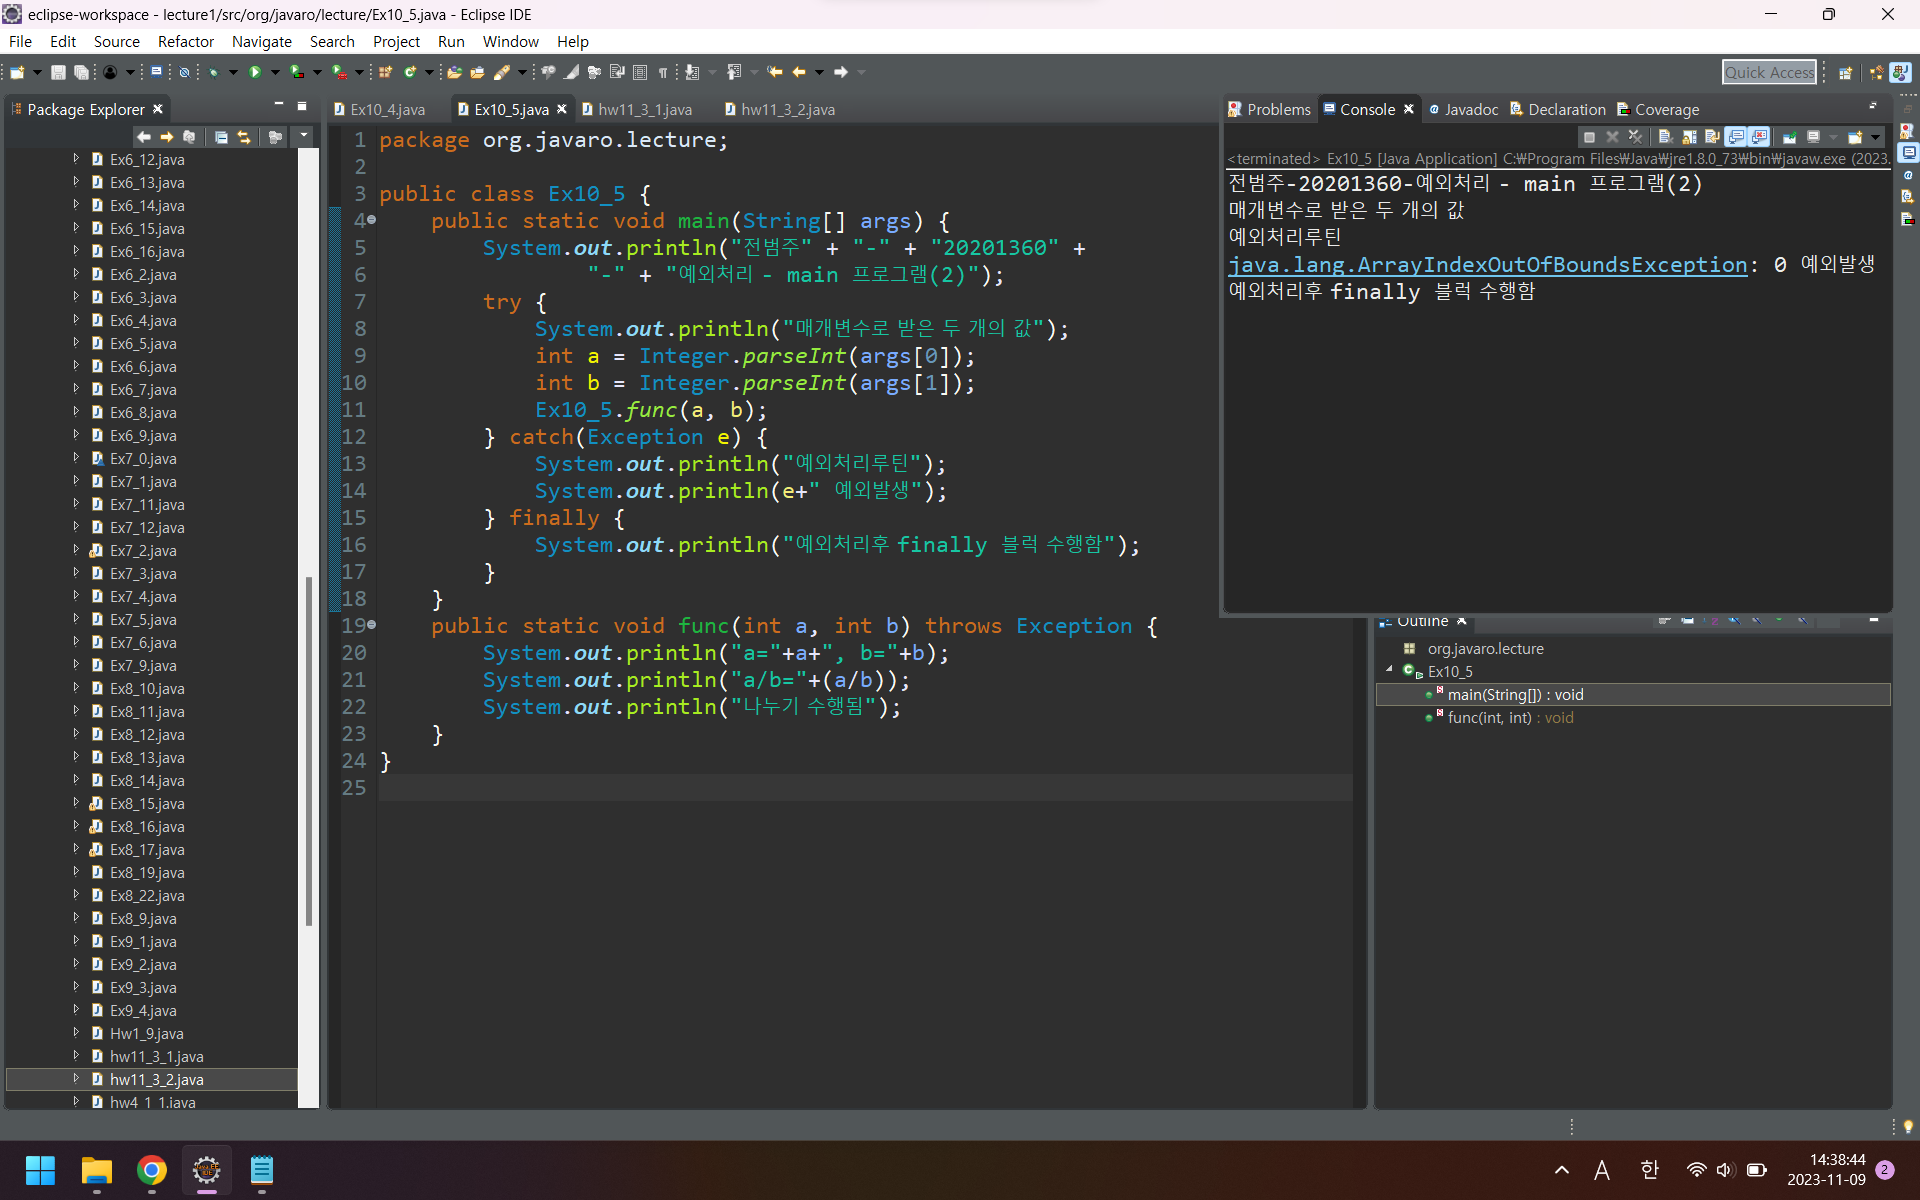 eclipse-workspace - lecture1/src/org/javaro/lecture/Ex10_5.java - Eclipse IDE
File Edit Source Refactor Navigate Search Project Run Window Help
Quick Access
Package Explorer
Ex6_12.java
Ex6_13.java
Ex6_14.java
Ex6_15.java
Ex6_16.java
Ex6_2.java
Ex6_3.java
Ex6_4.java
Ex6_5.java
Ex6_6.java
Ex6_7.java
Ex6_8.java
Ex6_9.java
Ex7_0.java
Ex7_1.java
Ex7_11.java
Ex7_12.java
Ex7_2.java
Ex7_3.java
Ex7_4.java
Ex7_5.java
Ex7_6.java
Ex7_9.java
Ex8_10.java
Ex8_11.java
Ex8_12.java
Ex8_13.java
Ex8_14.java
Ex8_15.java
Ex8_16.java
Ex8_17.java
Ex8_19.java
Ex8_22.java
Ex8_9.java
Ex9_1.java
Ex9_2.java
Ex9_3.java
Ex9_4.java
Hw1_9.java
hw11_3_1.java
hw11_3_2.java
hw4_1_1.java
Ex10_4.java Ex10_5.java hw11_3_1.java hw11_3_2.java
1 package org.javaro.lecture;
2
3 public class Ex10_5 {
4 public static void main(String[] args) {
5 System.out.println("전범주" + "-" + "20201360" +
6 "-" + "예외처리 - main 프로그램(2)");
7 try {
8 System.out.println("매개변수로 받은 두 개의 값");
9 int a = Integer.parseInt(args[0]);
10 int b = Integer.parseInt(args[1]);
11 Ex10_5.func(a, b);
12 } catch(Exception e) {
13 System.out.println("예외처리루틴");
14 System.out.println(e+" 예외발생");
15 } finally {
16 System.out.println("예외처리후 finally 블럭 수행함");
17 }
18 }
19 public static void func(int a, int b) throws Exception {
20 System.out.println("a="+a+", b="+b);
21 System.out.println("a/b="+(a/b));
22 System.out.println("나누기 수행됨");
23 }
24 }
25
Problems Console Javadoc Declaration Coverage
<terminated> Ex10_5 [Java Application] C:₩Program Files₩Java₩jre1.8.0_73₩bin₩javaw.exe (2023.
전범주-20201360-예외처리 - main 프로그램(2)
매개변수로 받은 두 개의 값
예외처리루틴
java.lang.ArrayIndexOutOfBoundsException: 0 예외발생
예외처리후 finally 블럭 수행함
Outline
org.javaro.lecture
Ex10_5
main(String[]) : void
func(int, int) : void
A 한
14:38:44
2023-11-09
2